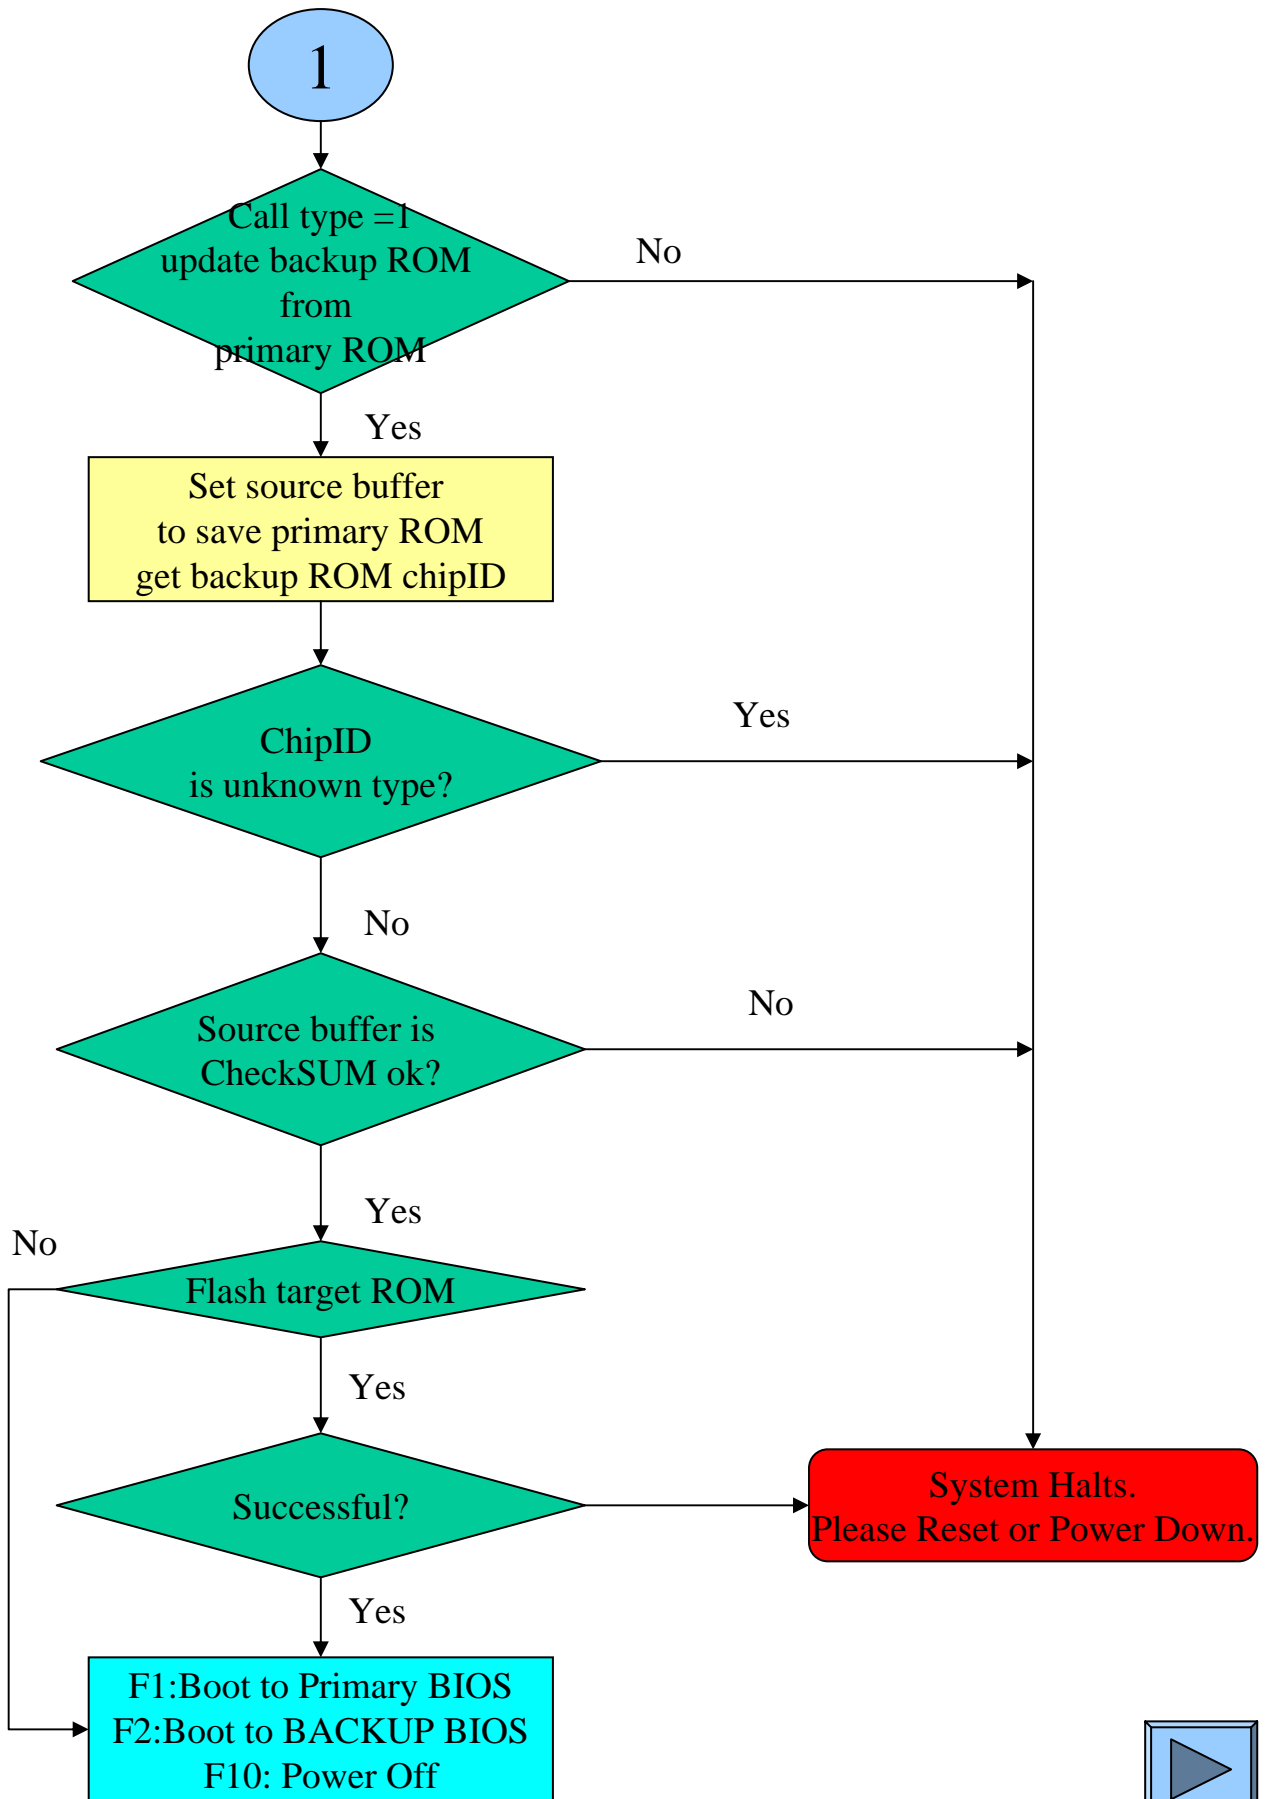 1
Call type =1
update backup ROM
from
primary ROM
No
Yes
Set source buffer
to save primary ROM
get backup ROM chipID
ChipID
is unknown type?
Yes
No
Source buffer is
CheckSUM ok?
No
Yes
No
Flash target ROM
Yes
Successful?
System Halts.
Please Reset or Power Down.
Yes
F1:Boot to Primary BIOS
F2:Boot to BACKUP BIOS
F10: Power Off